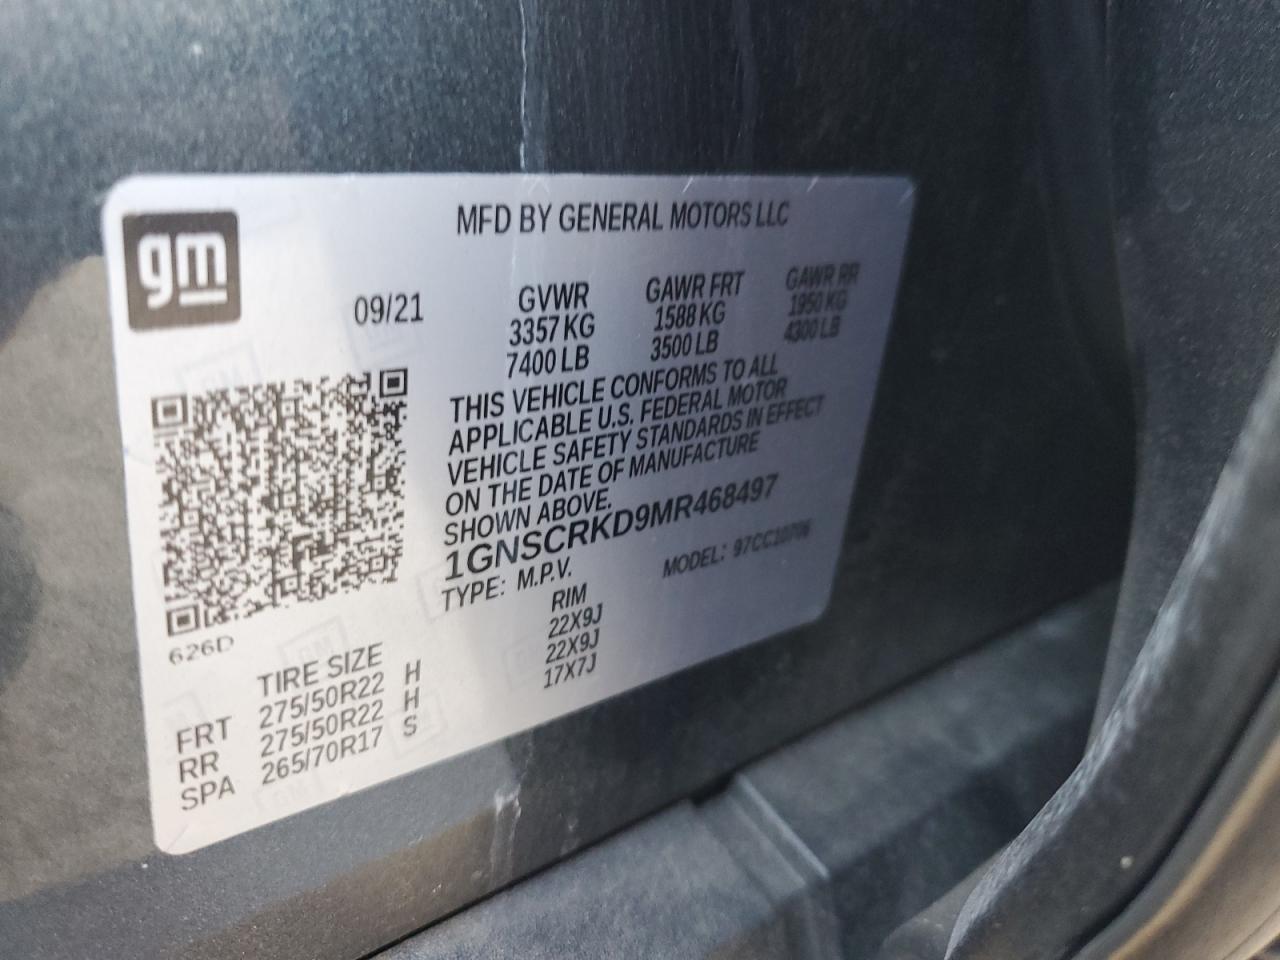 gm
MFD BY GENERAL MOTORS LLC
09/21
GVWR GAWR FRT GAWR RR
3357 KG 1588 KG 1950 KG
7400 LB 3500 LB 4300 LB
THIS VEHICLE CONFORMS TO ALL
APPLICABLE U.S. FEDERAL MOTOR
VEHICLE SAFETY STANDARDS IN EFFECT
ON THE DATE OF MANUFACTURE
SHOWN ABOVE.
1GNSCRKD9MR468497
TYPE: M.P.V. MODEL:
626D
TIRE SIZE RIM
FRT 275/50R22 H 22X9J
RR 275/50R22 H 22X9J
SPA 265/70R17 S 17X7J